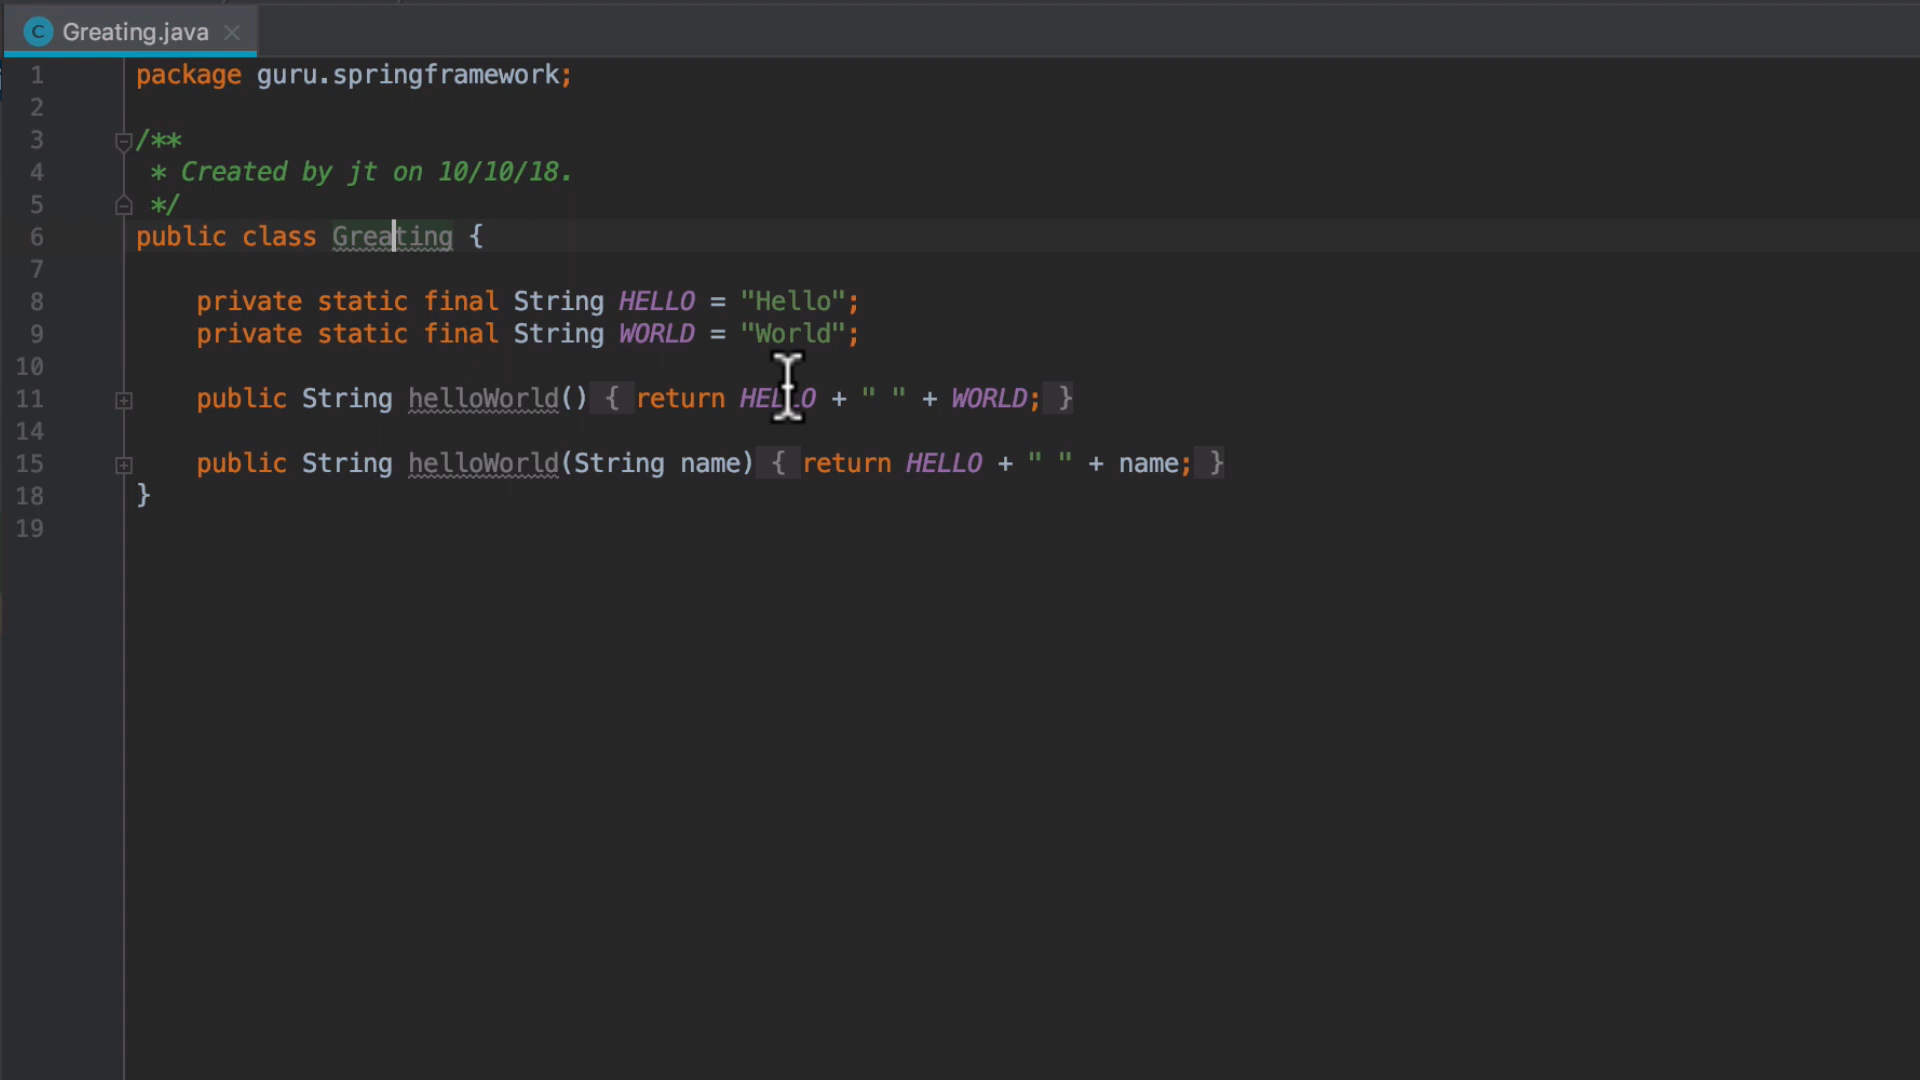 Greating.java
1 package guru.springframework;
2
3 /**
4  * Created by jt on 10/10/18.
5  */
6 public class Greating {
7
8     private static final String HELLO = "Hello";
9     private static final String WORLD = "World";
10
11     public String helloWorld() { return HELLO + " " + WORLD; }
14
15     public String helloWorld(String name) { return HELLO + " " + name; }
18 }
19